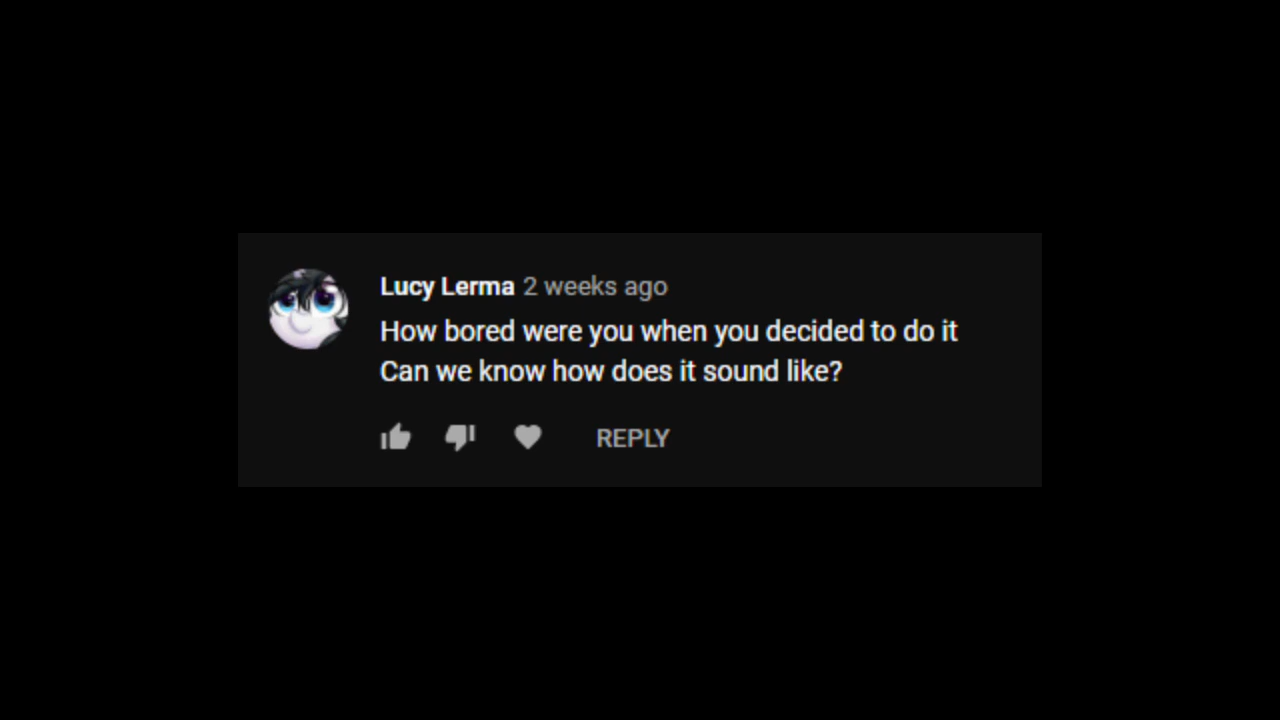 Lucy Lerma 2 weeks ago
How bored were you when you decided to do it
Can we know how does it sound like?
REPLY